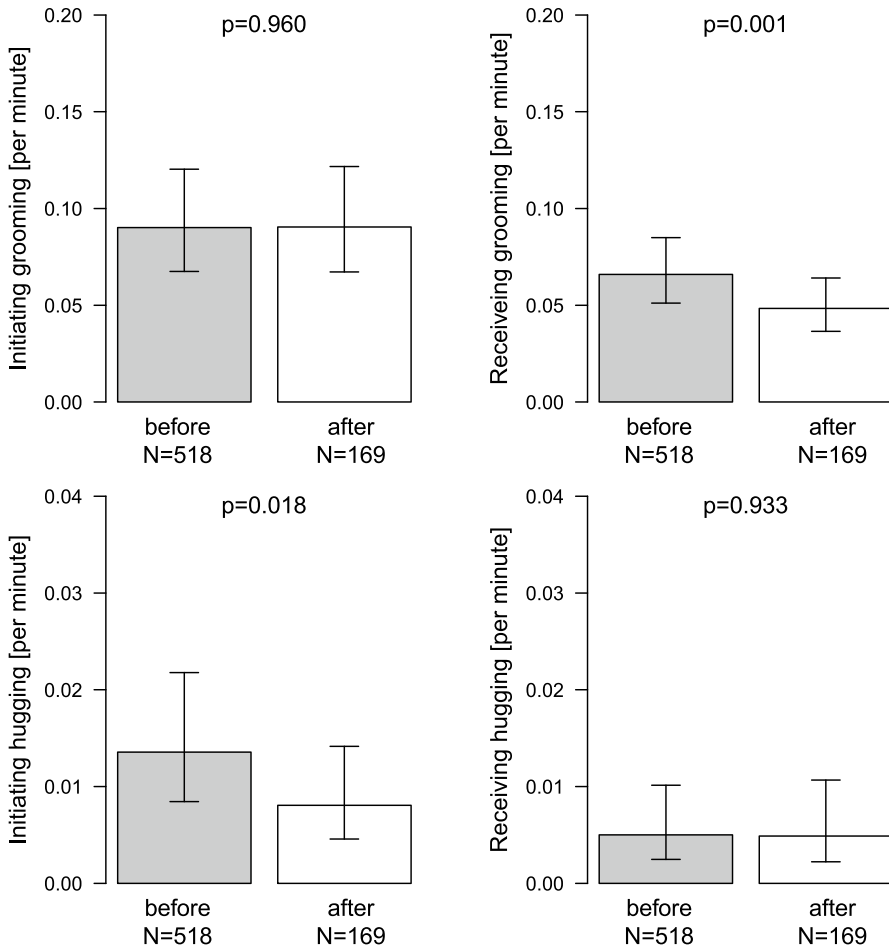 Initiating grooming [per minute]
0.20
0.15
0.10
0.05
0.00
p=0.960
before
N=518
after
N=169
Receiveing grooming [per minute]
0.20
0.15
0.10
0.05
0.00
p=0.001
before
N=518
after
N=169
Initiating hugging [per minute]
0.04
0.03
0.02
0.01
0.00
p=0.018
before
N=518
after
N=169
Receiving hugging [per minute]
0.04
0.03
0.02
0.01
0.00
p=0.933
before
N=518
after
N=169